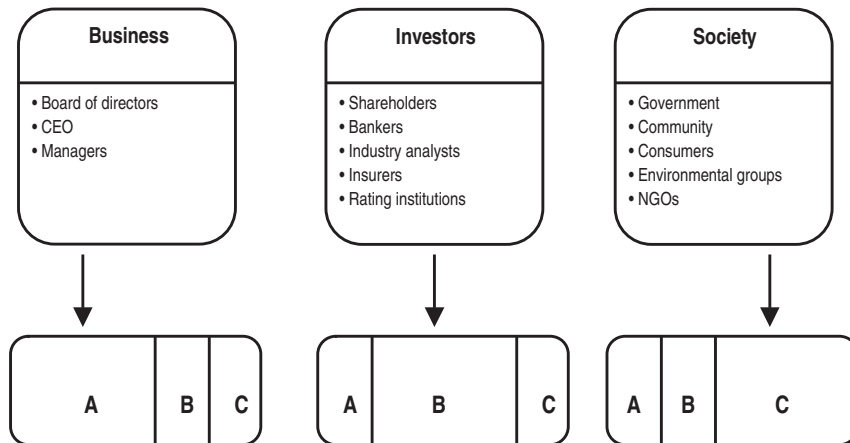 Business
• Board of directors
• CEO
• Managers
Investors
• Shareholders
• Bankers
• Industry analysts
• Insurers
• Rating institutions
Society
• Government
• Community
• Consumers
• Environmental groups
• NGOs
A B C
A B C
A B C